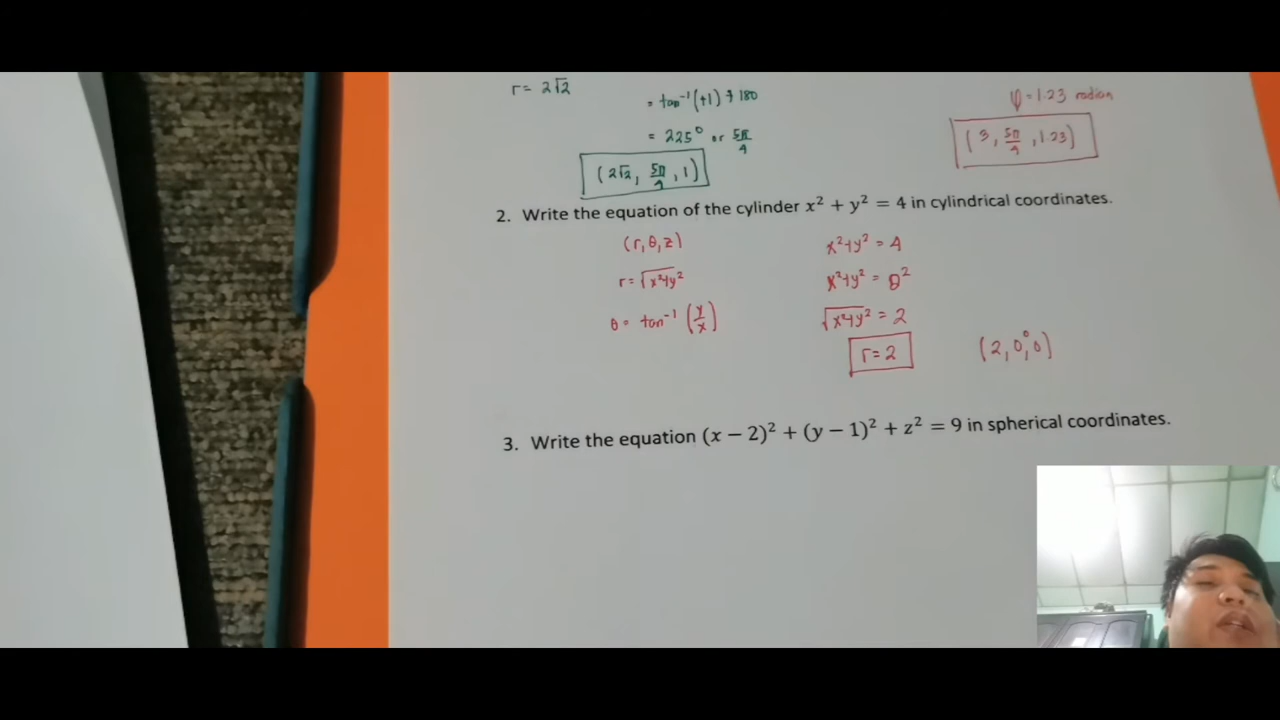 r = 2√2
= tan⁻¹(+1) + 180
= 225° or 5π/4
(2√2, 5π/4, 1)
φ = 1.23 radian
(3, 5π/4, 1.23)
2. Write the equation of the cylinder x² + y² = 4 in cylindrical coordinates.
(r, θ, z)
r = √x²+y²
θ = tan⁻¹ (y/x)
x²+y² = 4
x²+y² = 2²
√x²+y² = 2
r = 2
(2, 0°, 0)
3. Write the equation (x − 2)² + (y − 1)² + z² = 9 in spherical coordinates.